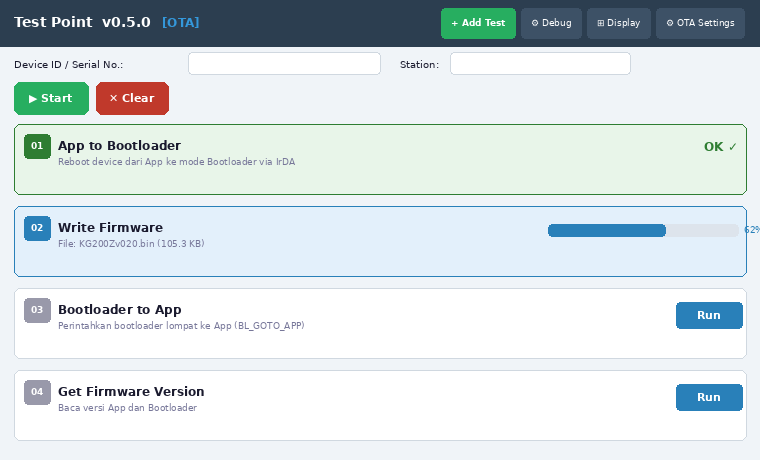 Test Point v0.5.0 [OTA]
+ Add Test
⚙ Debug
⊞ Display
⚙ OTA Settings
Device ID / Serial No.:
Station:
▶ Start
✕ Clear
01
App to Bootloader
Reboot device dari App ke mode Bootloader via IrDA
OK ✓
02
Write Firmware
File: KG200Zv020.bin (105.3 KB)
62%
03
Bootloader to App
Perintahkan bootloader lompat ke App (BL_GOTO_APP)
Run
04
Get Firmware Version
Baca versi App dan Bootloader
Run